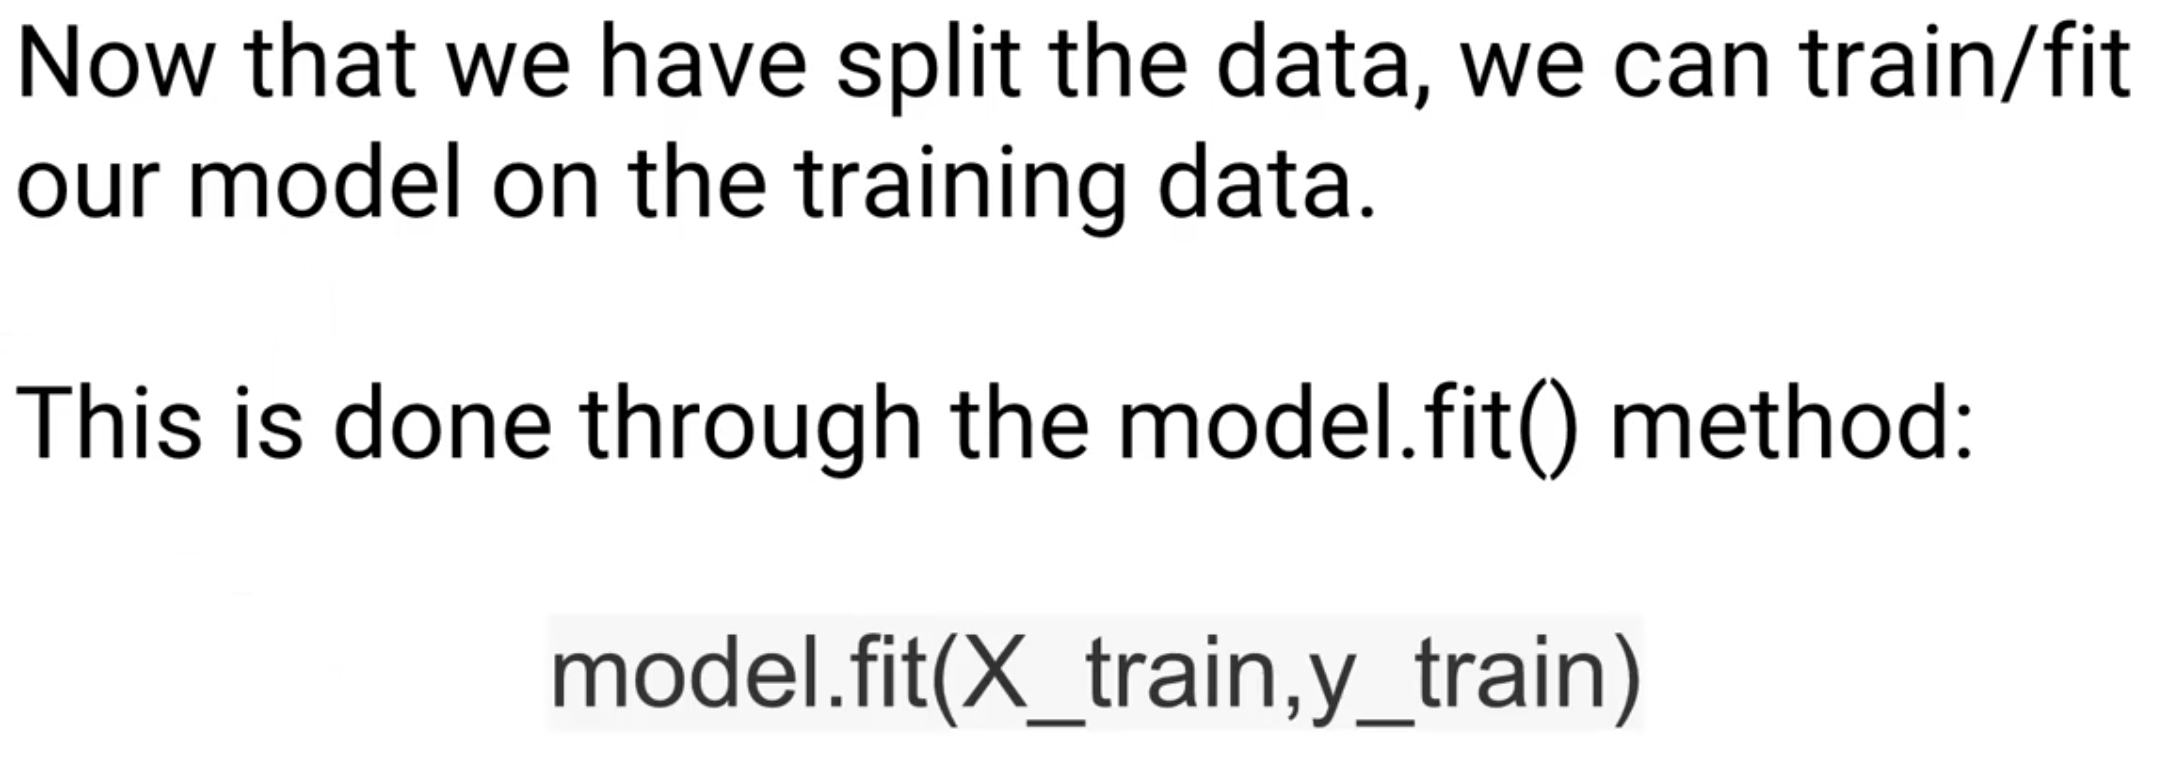 Now that we have split the data, we can train/fit
our model on the training data.
This is done through the model.fit() method:
model.fit(X_train,y_train)